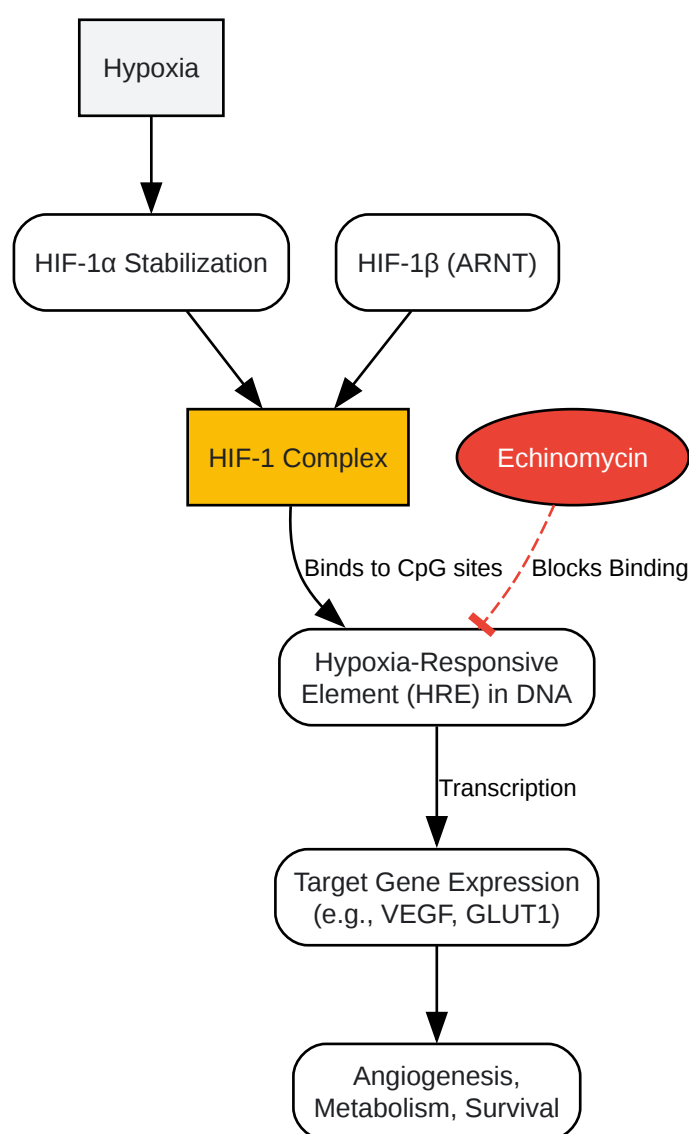 Hypoxia
HIF-1α Stabilization
HIF-1β (ARNT)
HIF-1 Complex
Echinomycin
Binds to CpG sites
Blocks Binding
Hypoxia-Responsive
Element (HRE) in DNA
Transcription
Target Gene Expression
(e.g., VEGF, GLUT1)
Angiogenesis,
Metabolism, Survival